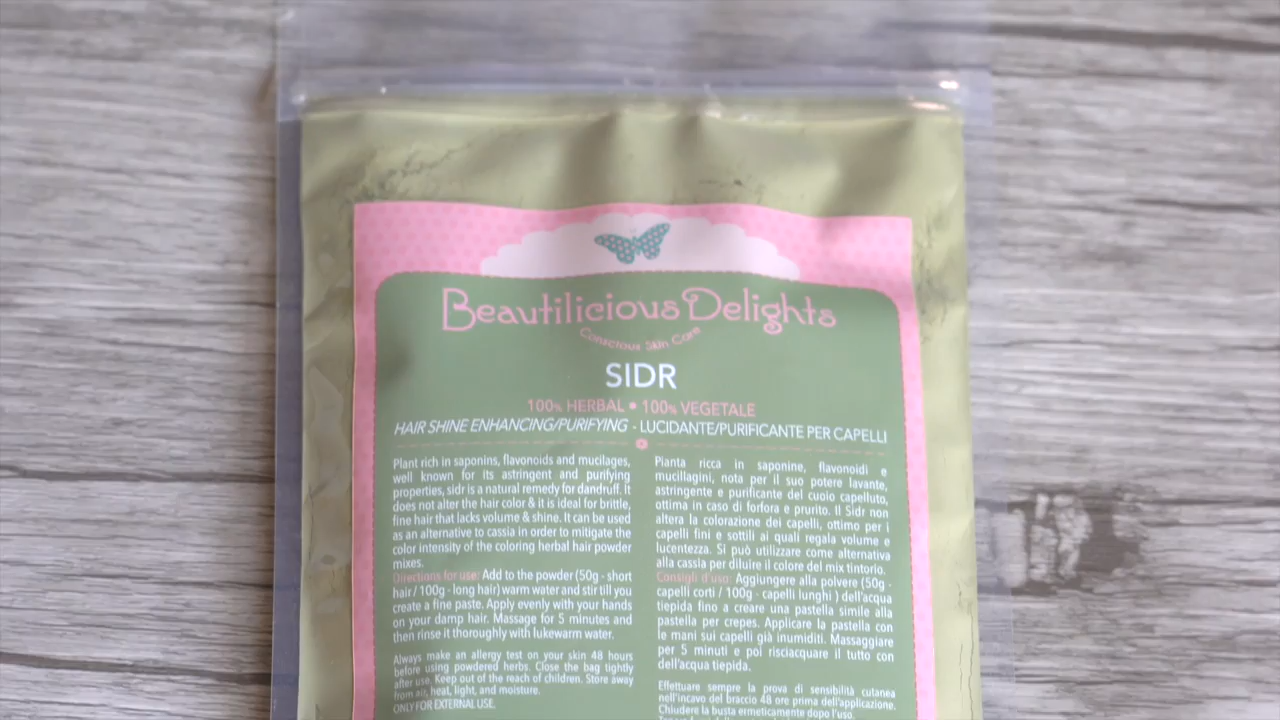 Beautilicious Delights
Conscious Skin Care
SIDR
100% HERBAL • 100% VEGETALE
HAIR SHINE ENHANCING/PURIFYING - LUCIDANTE/PURIFICANTE PER CAPELLI
Plant rich in saponins, flavonoids and mucilages,
well known for its astringent and purifying
properties, sidr is a natural remedy for dandruff. It
does not alter the hair color & it is ideal for brittle,
fine hair that lacks volume & shine. It can be used
as an alternative to cassia in order to mitigate the
color intensity of the coloring herbal hair powder
mixes.
Directions for use: Add to the powder (50g - short
hair / 100g - long hair) warm water and stir till you
create a fine paste. Apply evenly with your hands
on your damp hair. Massage for 5 minutes and
then rinse it thoroughly with lukewarm water.
Always make an allergy test on your skin 48 hours
before using powdered herbs. Close the bag tightly
after use. Keep out of the reach of children. Store away
from air, heat, light, and moisture.
ONLY FOR EXTERNAL USE.
Pianta ricca in saponine, flavonoidi e
mucillagini, nota per il suo potere lavante,
astringente e purificante del cuoio capelluto,
ottima in caso di forfora e prurito. Il Sidr non
altera la colorazione dei capelli, ottimo per i
capelli fini e sottili ai quali regala volume e
lucentezza. Si può utilizzare come alternativa
alla cassia per diluire il colore del mix tintorio.
Consigli d'uso: Aggiungere alla polvere (50g -
capelli corti / 100g - capelli lunghi ) dell'acqua
tiepida fino a creare una pastella simile alla
pastella per crepes. Applicare la pastella con
le mani sui capelli già inumiditi. Massaggiare
per 5 minuti e poi risciacquare il tutto con
dell'acqua tiepida.
Effettuare sempre la prova di sensibilità cutanea
nell'incavo del braccio 48 ore prima dell'applicazione.
Chiudere la busta ermeticamente dopo l'uso.